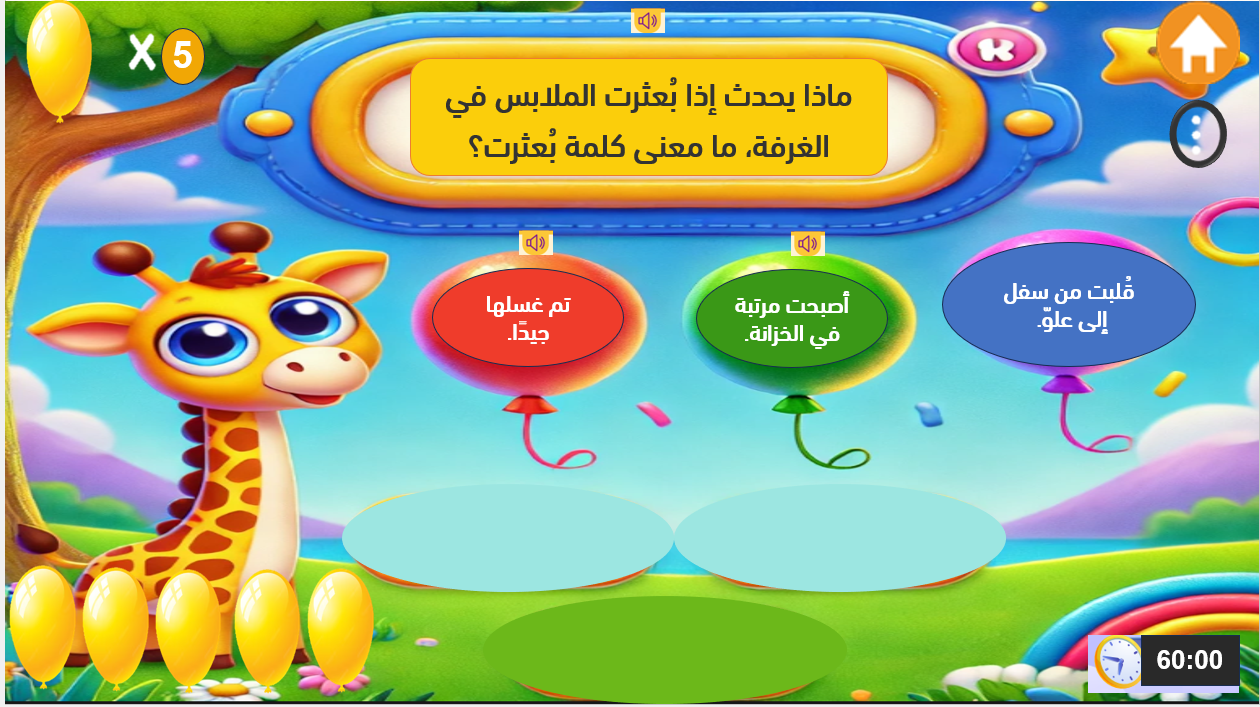 X 5
ماذا يحدث إذا بُعثرت الملابس في
الغرفة، ما معنى كلمة بُعثرت؟
قُلبت من سفل
إلى علوّ.
أصبحت مرتبة
في الخزانة.
تم غسلها
جيدًا.
60:00